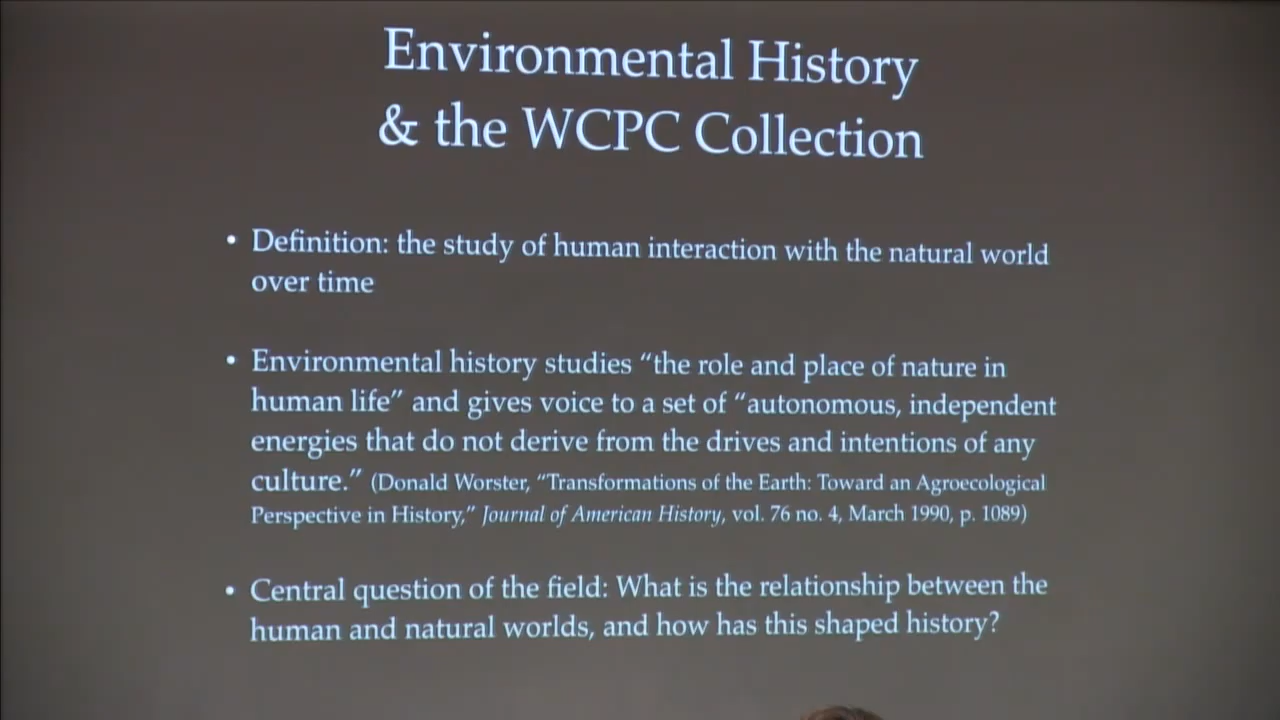 Environmental History
& the WCPC Collection
• Definition: the study of human interaction with the natural world
over time
• Environmental history studies “the role and place of nature in
human life” and gives voice to a set of “autonomous, independent
energies that do not derive from the drives and intentions of any
culture.” (Donald Worster, “Transformations of the Earth: Toward an Agroecological
Perspective in History,” Journal of American History, vol. 76 no. 4, March 1990, p. 1089)
• Central question of the field: What is the relationship between the
human and natural worlds, and how has this shaped history?